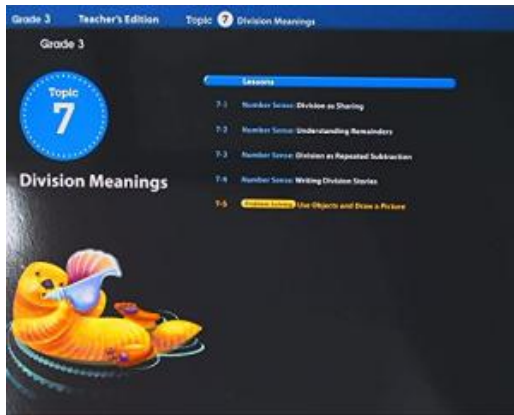 Grade 3 Teacher's Edition Topic 7 Division Meanings
Grade 3
Topic
7
Division Meanings
Lessons
7-1 Number Sense: Division as Sharing
7-2 Number Sense: Understanding Remainders
7-3 Number Sense: Division as Repeated Subtraction
7-4 Number Sense: Writing Division Stories
7-5 Problem Solving Use Objects and Draw a Picture